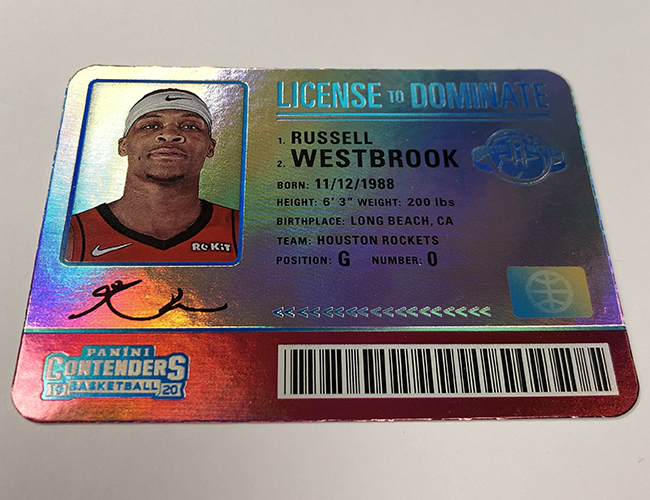 LICENSE TO DOMINATE
1. RUSSELL
2. WESTBROOK
BORN: 11/12/1988
HEIGHT: 6' 3" WEIGHT: 200 lbs
BIRTHPLACE: LONG BEACH, CA
TEAM: HOUSTON ROCKETS
POSITION: G NUMBER: 0
ROKiT
R
PANINI
CONTENDERS
19 BASKETBALL 20